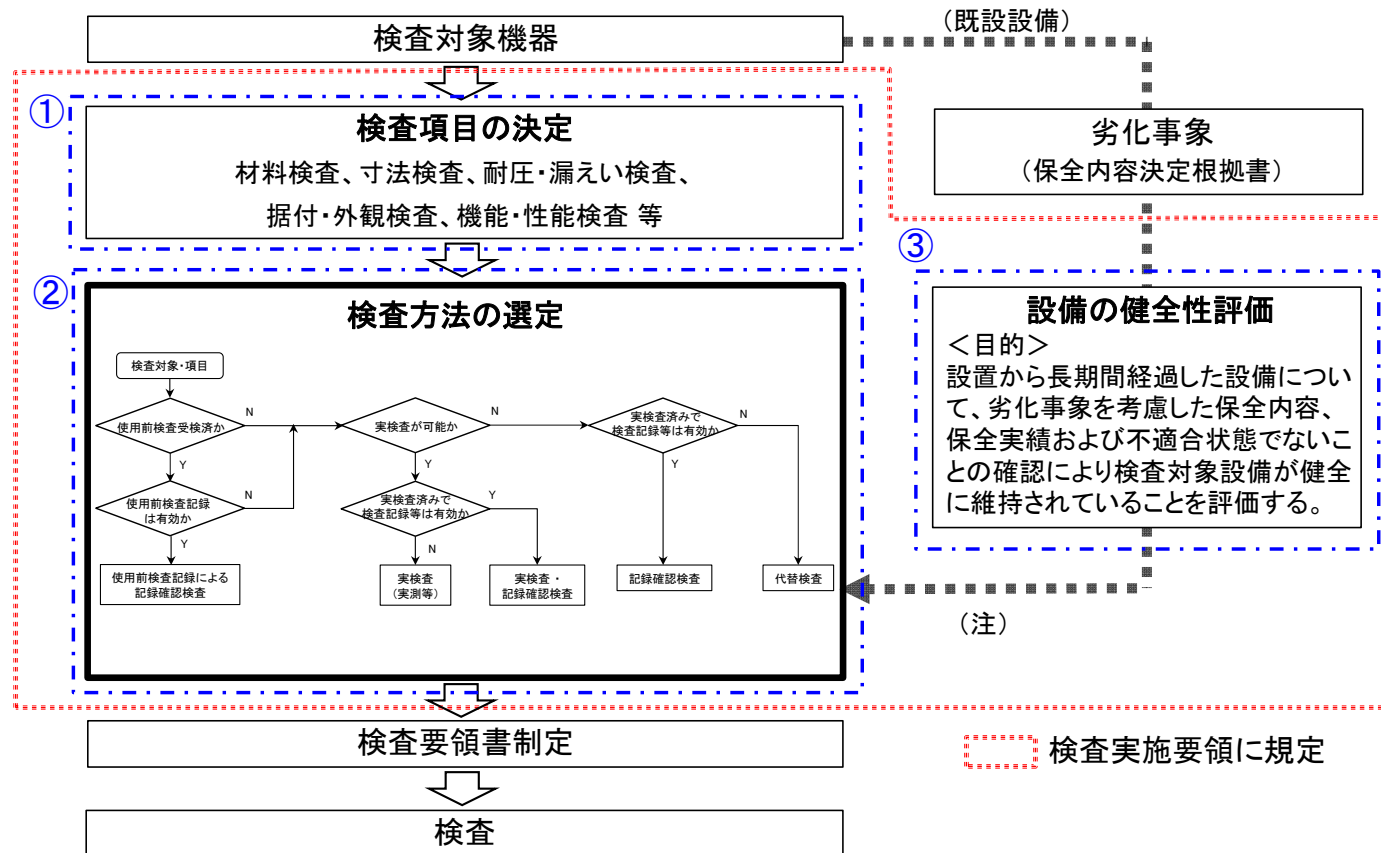 検査対象機器
（既設設備）
①
検査項目の決定
材料検査、寸法検査、耐圧・漏えい検査、
据付・外観検査、機能・性能検査 等
劣化事象
（保全内容決定根拠書）
②
検査方法の選定
検査対象・項目
使用前検査受検済か
N
Y
使用前検査記録
は有効か
N
Y
使用前検査記録による
記録確認検査
実検査が可能か
N
Y
実検査済みで
検査記録等は有効か
Y
N
実検査
（実測等）
実検査・
記録確認検査
実検査済みで
検査記録等は有効か
N
Y
記録確認検査
代替検査
③
設備の健全性評価
＜目的＞
設置から長期間経過した設備につい
て、劣化事象を考慮した保全内容、
保全実績および不適合状態でないこ
との確認により検査対象設備が健全
に維持されていることを評価する。
（注）
検査要領書制定
検査実施要領に規定
検査